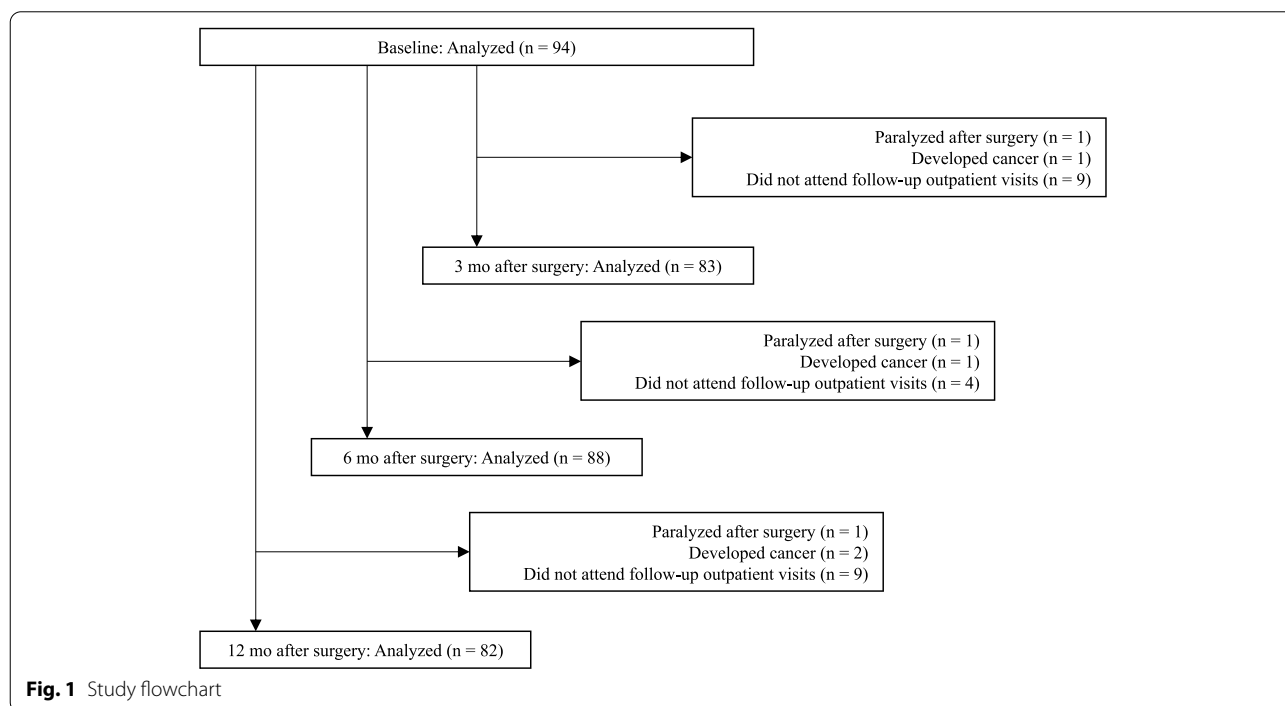 Baseline: Analyzed (n = 94)
Paralyzed after surgery (n = 1)
Developed cancer (n = 1)
Did not attend follow-up outpatient visits (n = 9)
3 mo after surgery: Analyzed (n = 83)
Paralyzed after surgery (n = 1)
Developed cancer (n = 1)
Did not attend follow-up outpatient visits (n = 4)
6 mo after surgery: Analyzed (n = 88)
Paralyzed after surgery (n = 1)
Developed cancer (n = 2)
Did not attend follow-up outpatient visits (n = 9)
12 mo after surgery: Analyzed (n = 82)
Fig. 1 Study flowchart